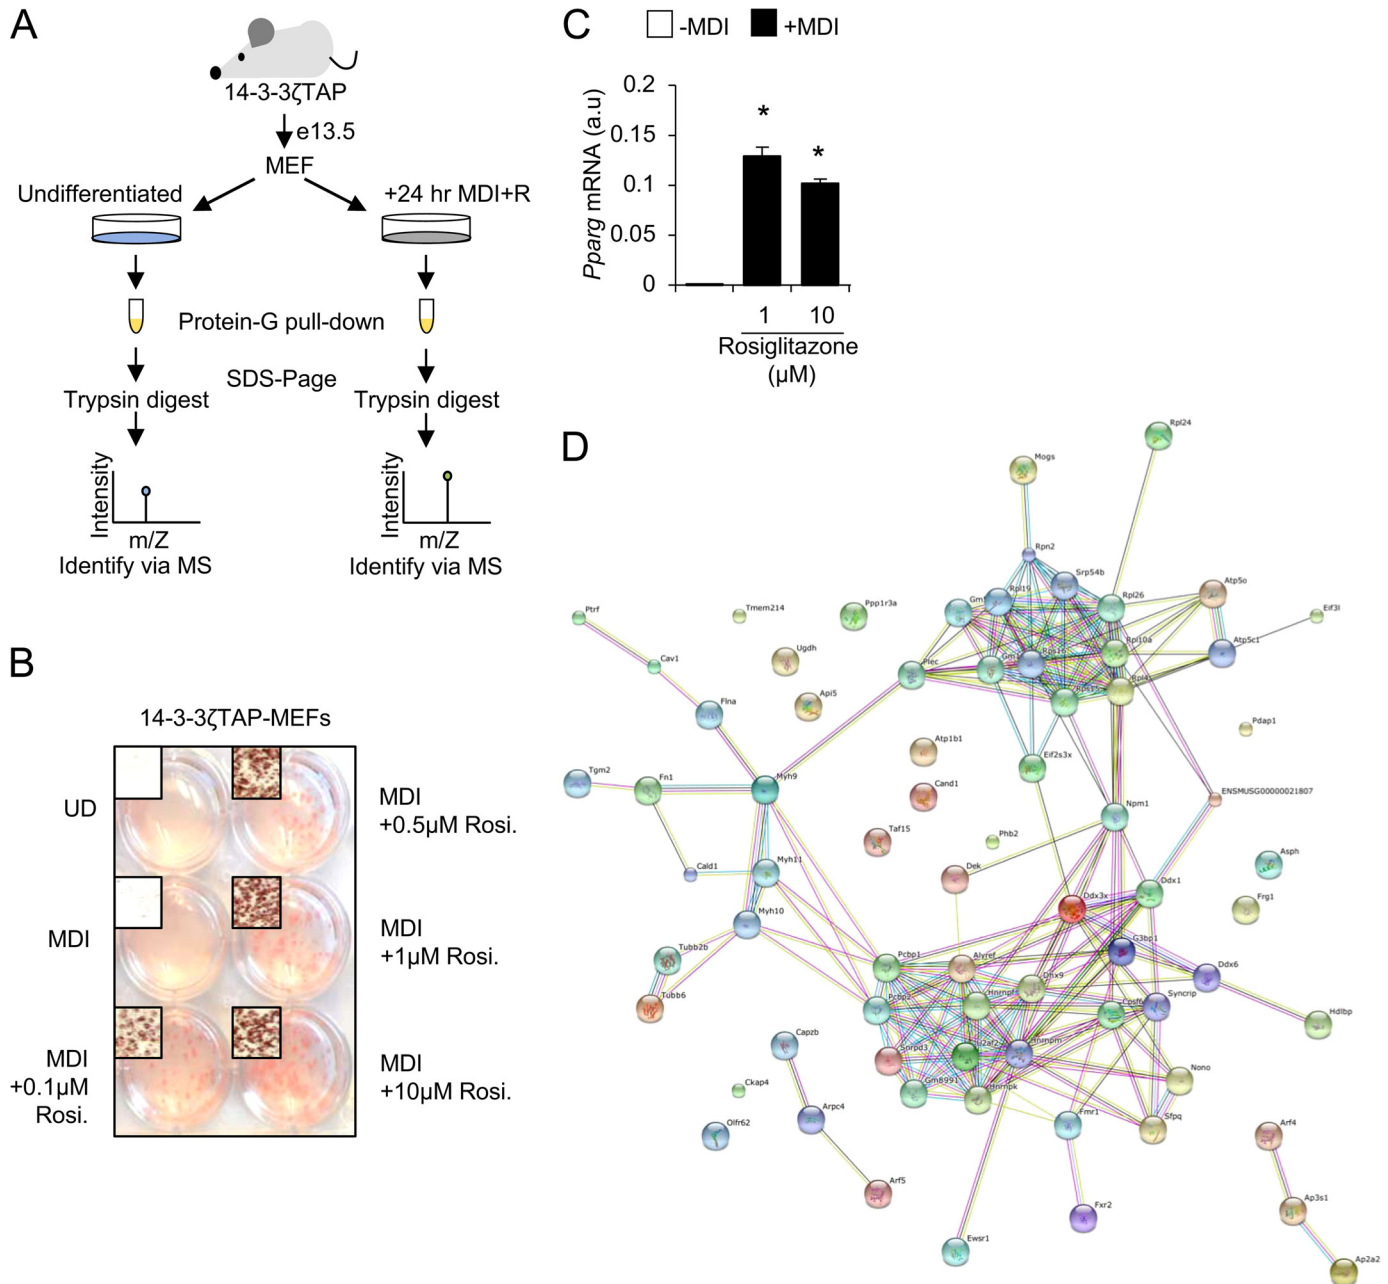 A
14-3-3ζTAP
e13.5
MEF
Undifferentiated
+24 hr MDI+R
Protein-G pull-down
SDS-Page
Trypsin digest
Trypsin digest
Intensity
m/Z
Identify via MS
Intensity
m/Z
Identify via MS
B
14-3-3ζTAP-MEFs
UD
MDI
+0.5µM Rosi.
MDI
MDI
+1µM Rosi.
MDI
+0.1µM
Rosi.
MDI
+10µM Rosi.
C
-MDI
+MDI
Pparg mRNA (a.u)
0.2
0.15
0.1
0.05
0
*
*
1
10
Rosiglitazone
(µM)
D
Rpl24
Mogs
Rpn2
Srp54b
Rpl19
Rpl26
Atp5o
Eif3l
Ptrf
Tmem214
Ppp1r3a
Rpl10a
Atp5c1
Ugdh
Cav1
Plec
Rpl4
Flna
Api5
Pdap1
Atp1b1
Eif2s3x
Tgm2
Fn1
Myh9
Cand1
ENSMUSG00000021807
Npm1
Taf15
Phb2
Asph
Cald1
Myh11
Dek
Ddx1
Ddx3x
Frg1
Myh10
G3bp1
Tubb2b
Pcbp1
Alyref
Ddx6
Dhx9
Tubb6
Pcbp2
Cpsf6
Syncrip
Hdlbp
Capzb
Snrpd3
U2af2
Hnrnpm
Gm8991
Hnrnpk
Nono
Ckap4
Arpc4
Fmr1
Sfpq
Olfr62
Arf4
Arf5
Fxr2
Ap3s1
Ewsr1
Ap2a2